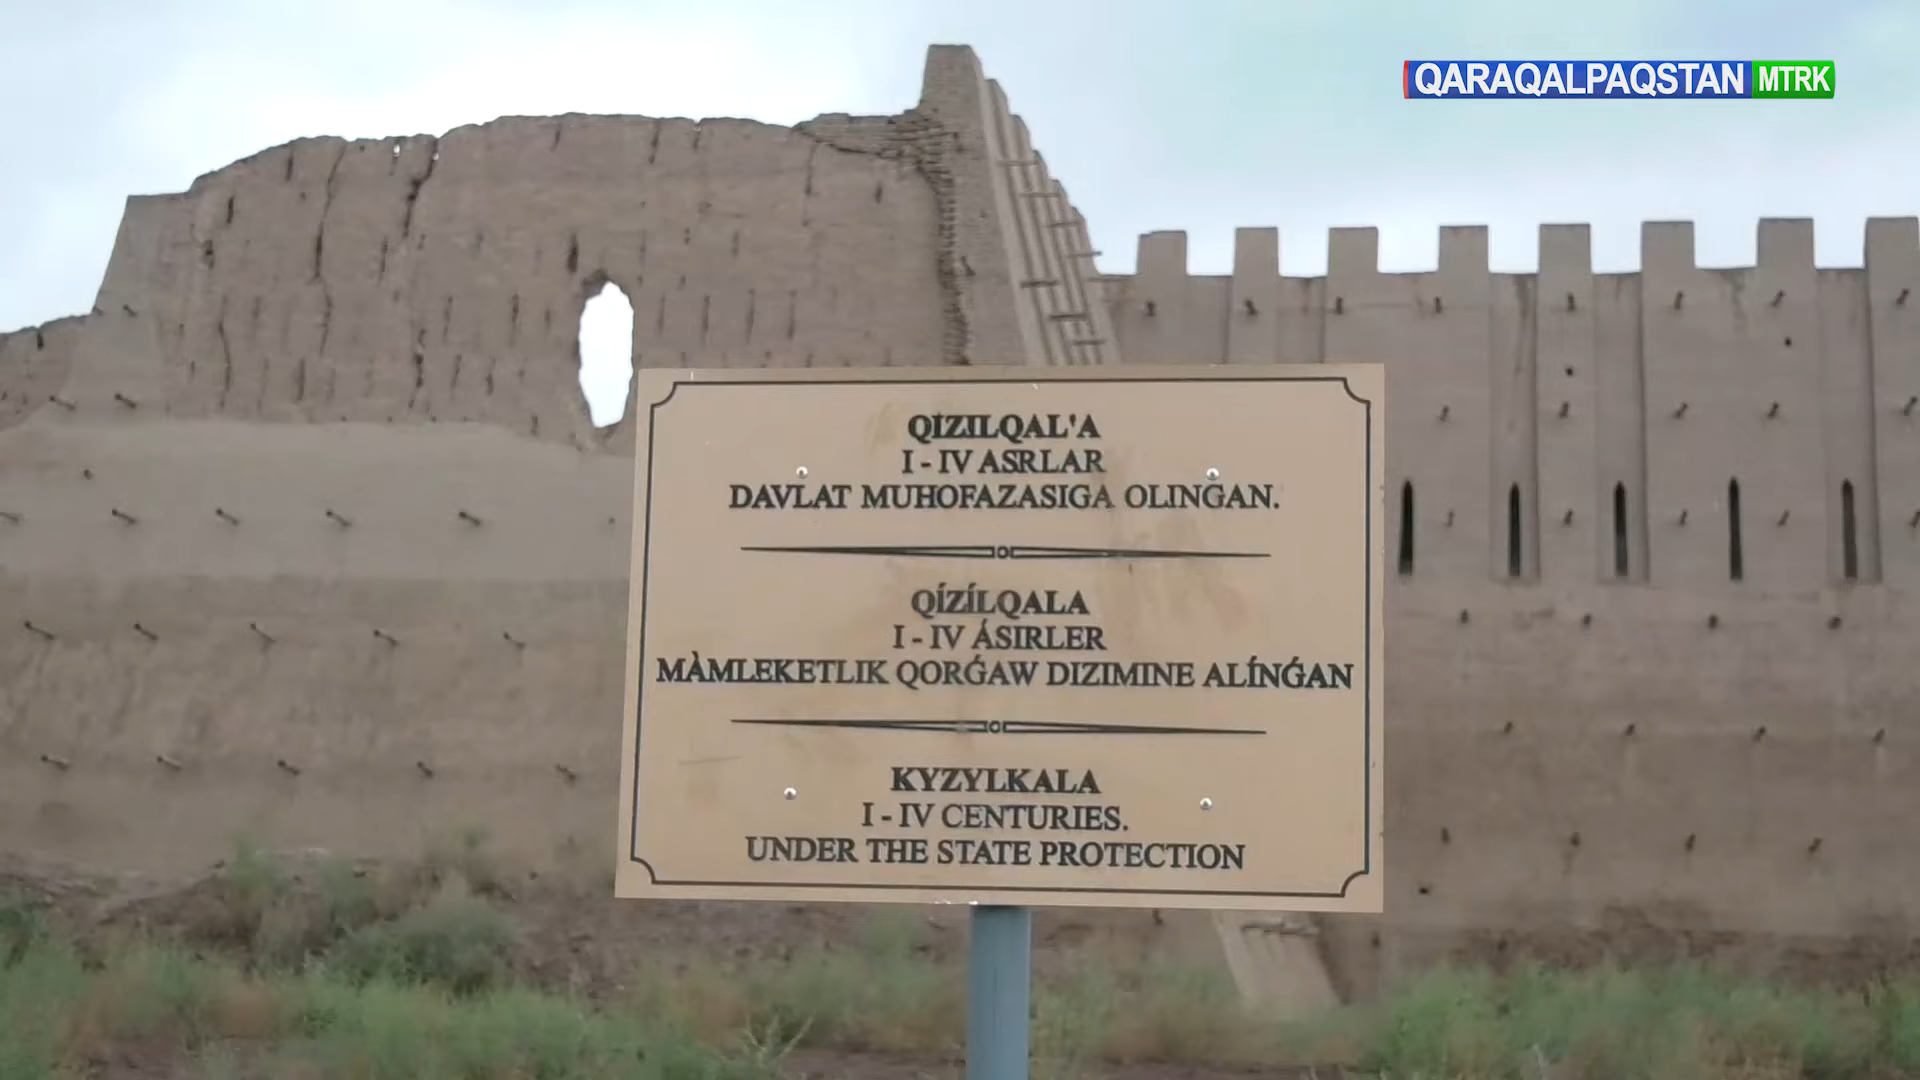 QARAQALPAQSTAN MTRK
QIZILQAL'A
I - IV ASRLAR
DAVLAT MUHOFAZASIGA OLINGAN.
QÍZÍLQALA
I - IV ÁSIRLER
MÀMLEKETLIK QORǴAW DIZIMINE ALÍNǴAN
KYZYLKALA
I - IV CENTURIES.
UNDER THE STATE PROTECTION